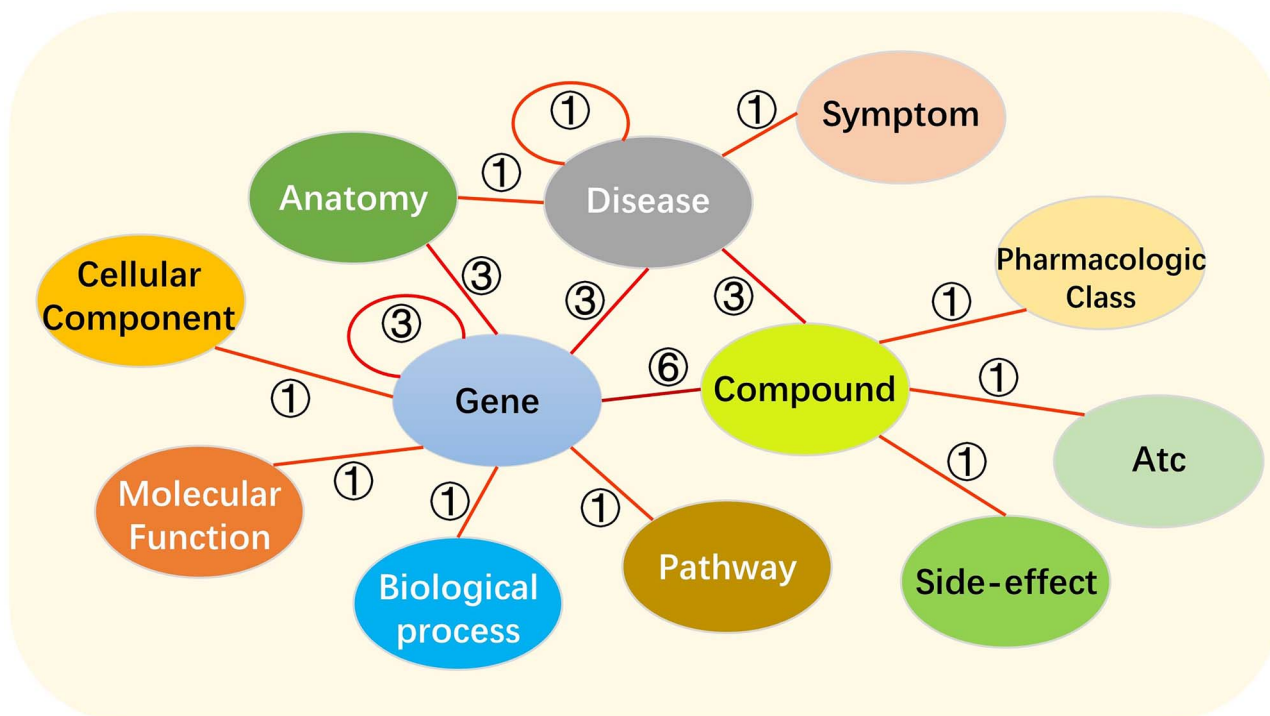 ①
①
Symptom
①
Anatomy
Disease
Cellular
Component
③
③
③
③
Pharmacologic
Class
①
①
Gene
⑥
Compound
①
Atc
①
Molecular
Function
①
①
①
Biological
process
Pathway
Side-effect